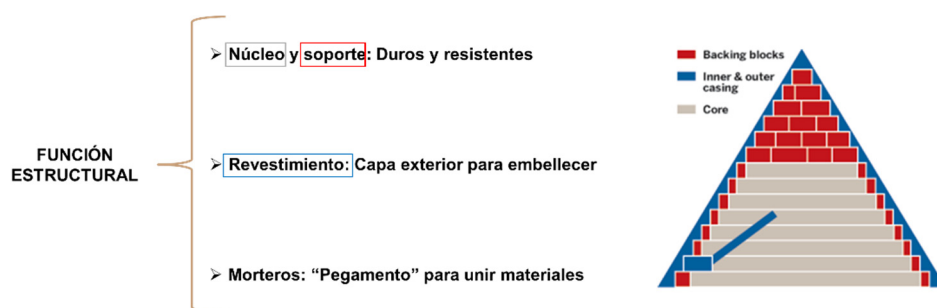 ➢ Núcleo y soporte: Duros y resistentes
FUNCIÓN
ESTRUCTURAL
➢ Revestimiento: Capa exterior para embellecer
➢ Morteros: “Pegamento” para unir materiales
Backing blocks
Inner & outer
casing
Core